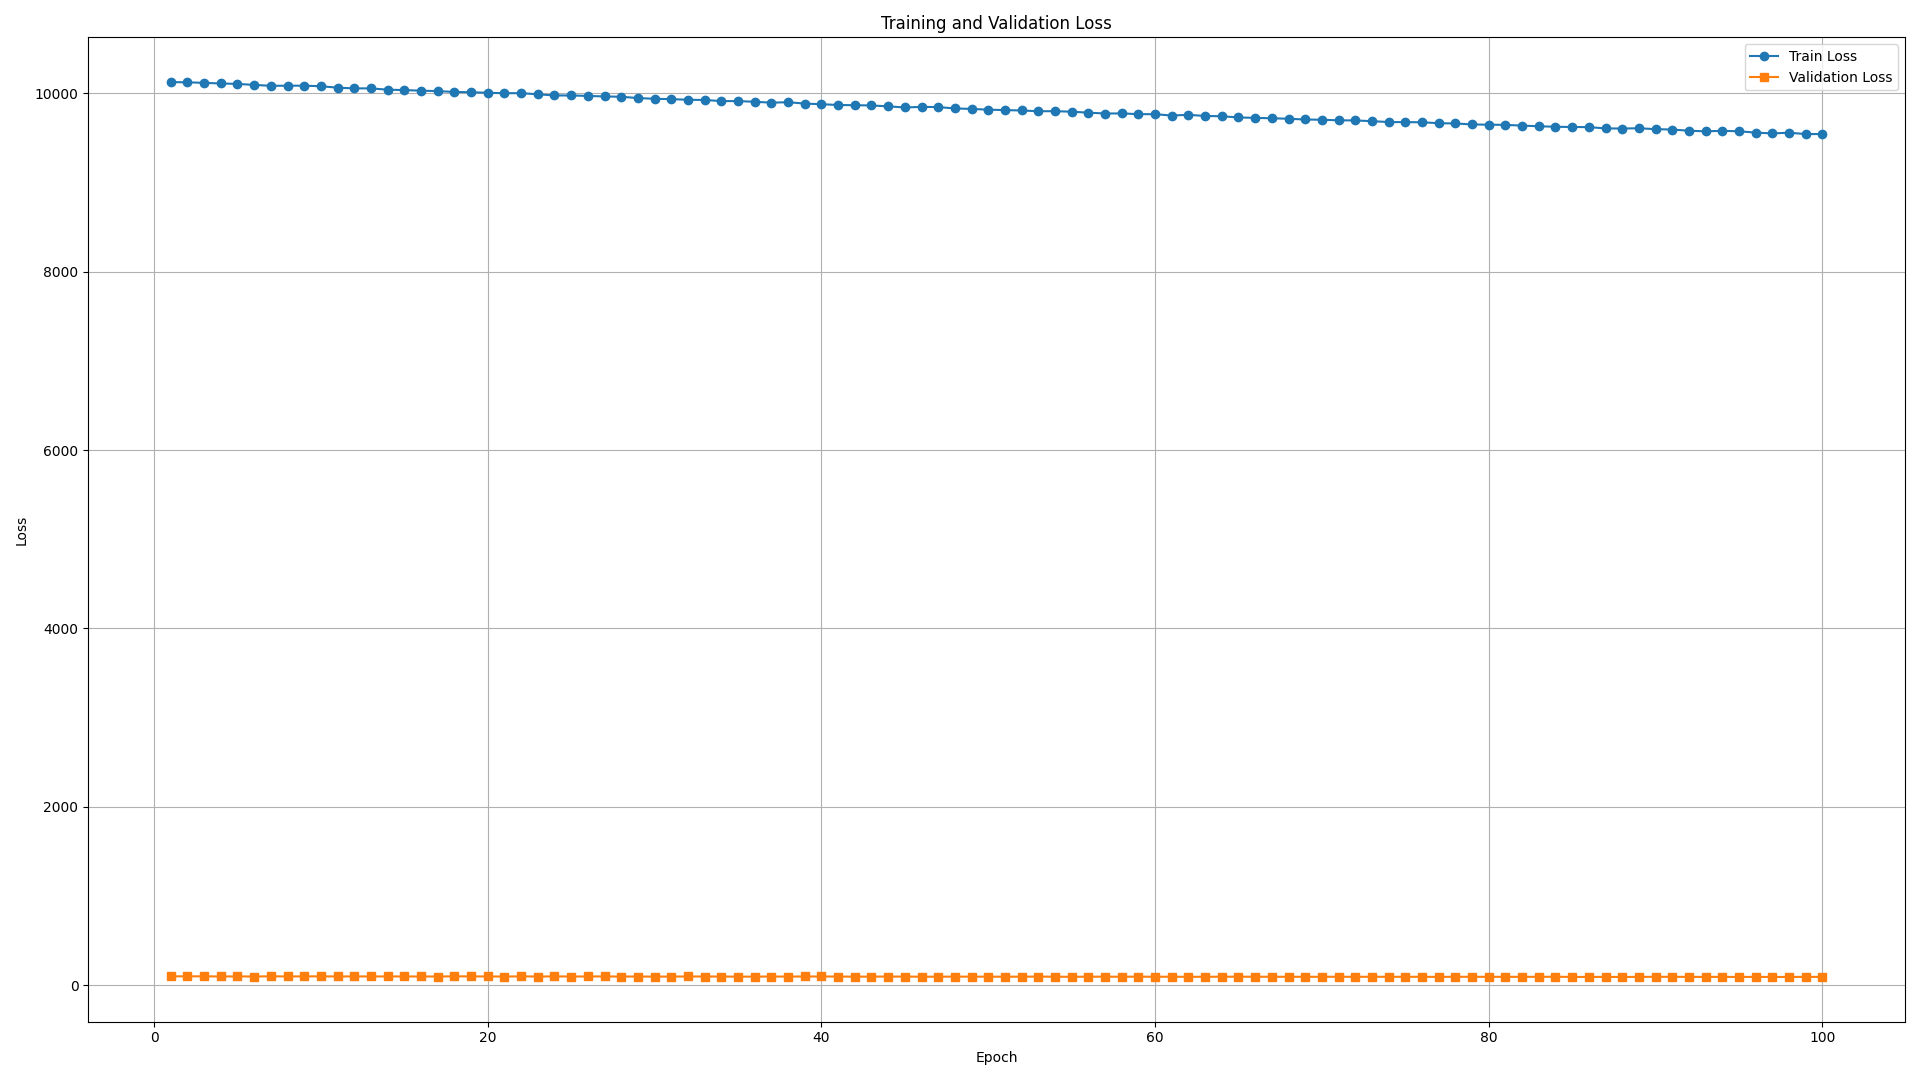 Training and Validation Loss
Train Loss
Validation Loss
10000
8000
6000
4000
2000
0
Loss
0 20 40 60 80 100
Epoch